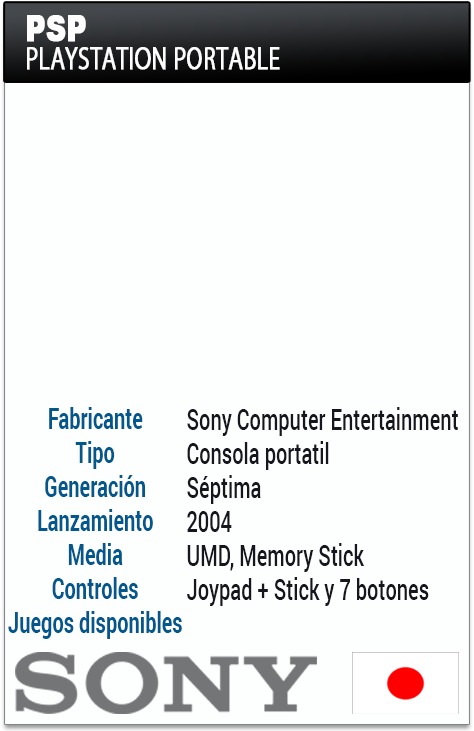 PSP
PLAYSTATION PORTABLE
Fabricante Sony Computer Entertainment
Tipo Consola portatil
Generación Séptima
Lanzamiento 2004
Media UMD, Memory Stick
Controles Joypad + Stick y 7 botones
Juegos disponibles
SONY